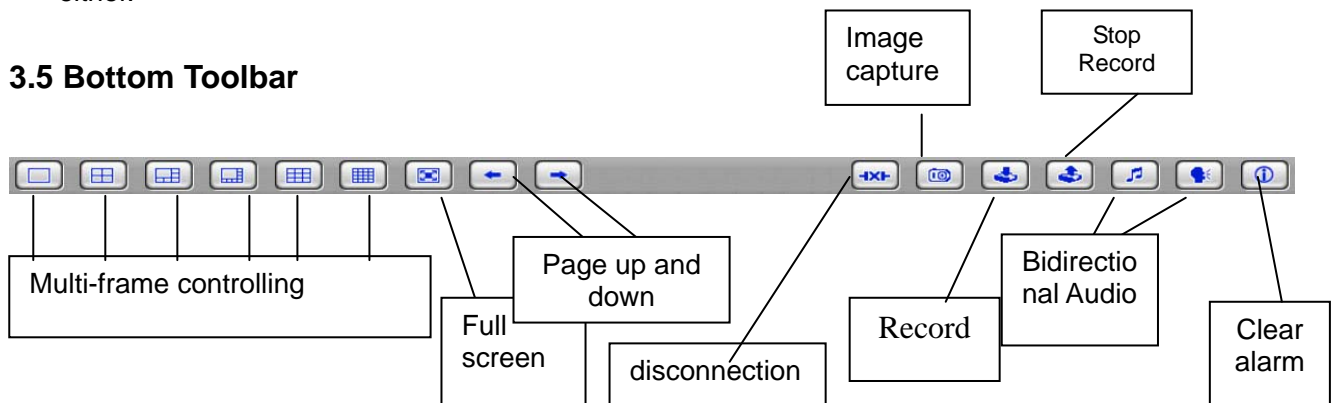 3.5 Bottom Toolbar
Image
capture
Stop
Record
Multi-frame controlling
Full
screen
Page up and
down
disconnection
Record
Bidirectio
nal Audio
Clear
alarm